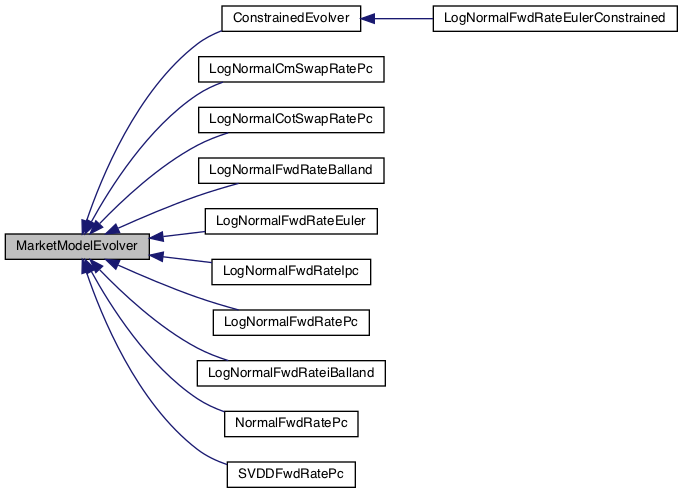 ConstrainedEvolver
LogNormalFwdRateEulerConstrained
LogNormalCmSwapRatePc
LogNormalCotSwapRatePc
LogNormalFwdRateBalland
LogNormalFwdRateEuler
MarketModelEvolver
LogNormalFwdRateIpc
LogNormalFwdRatePc
LogNormalFwdRateiBalland
NormalFwdRatePc
SVDDFwdRatePc